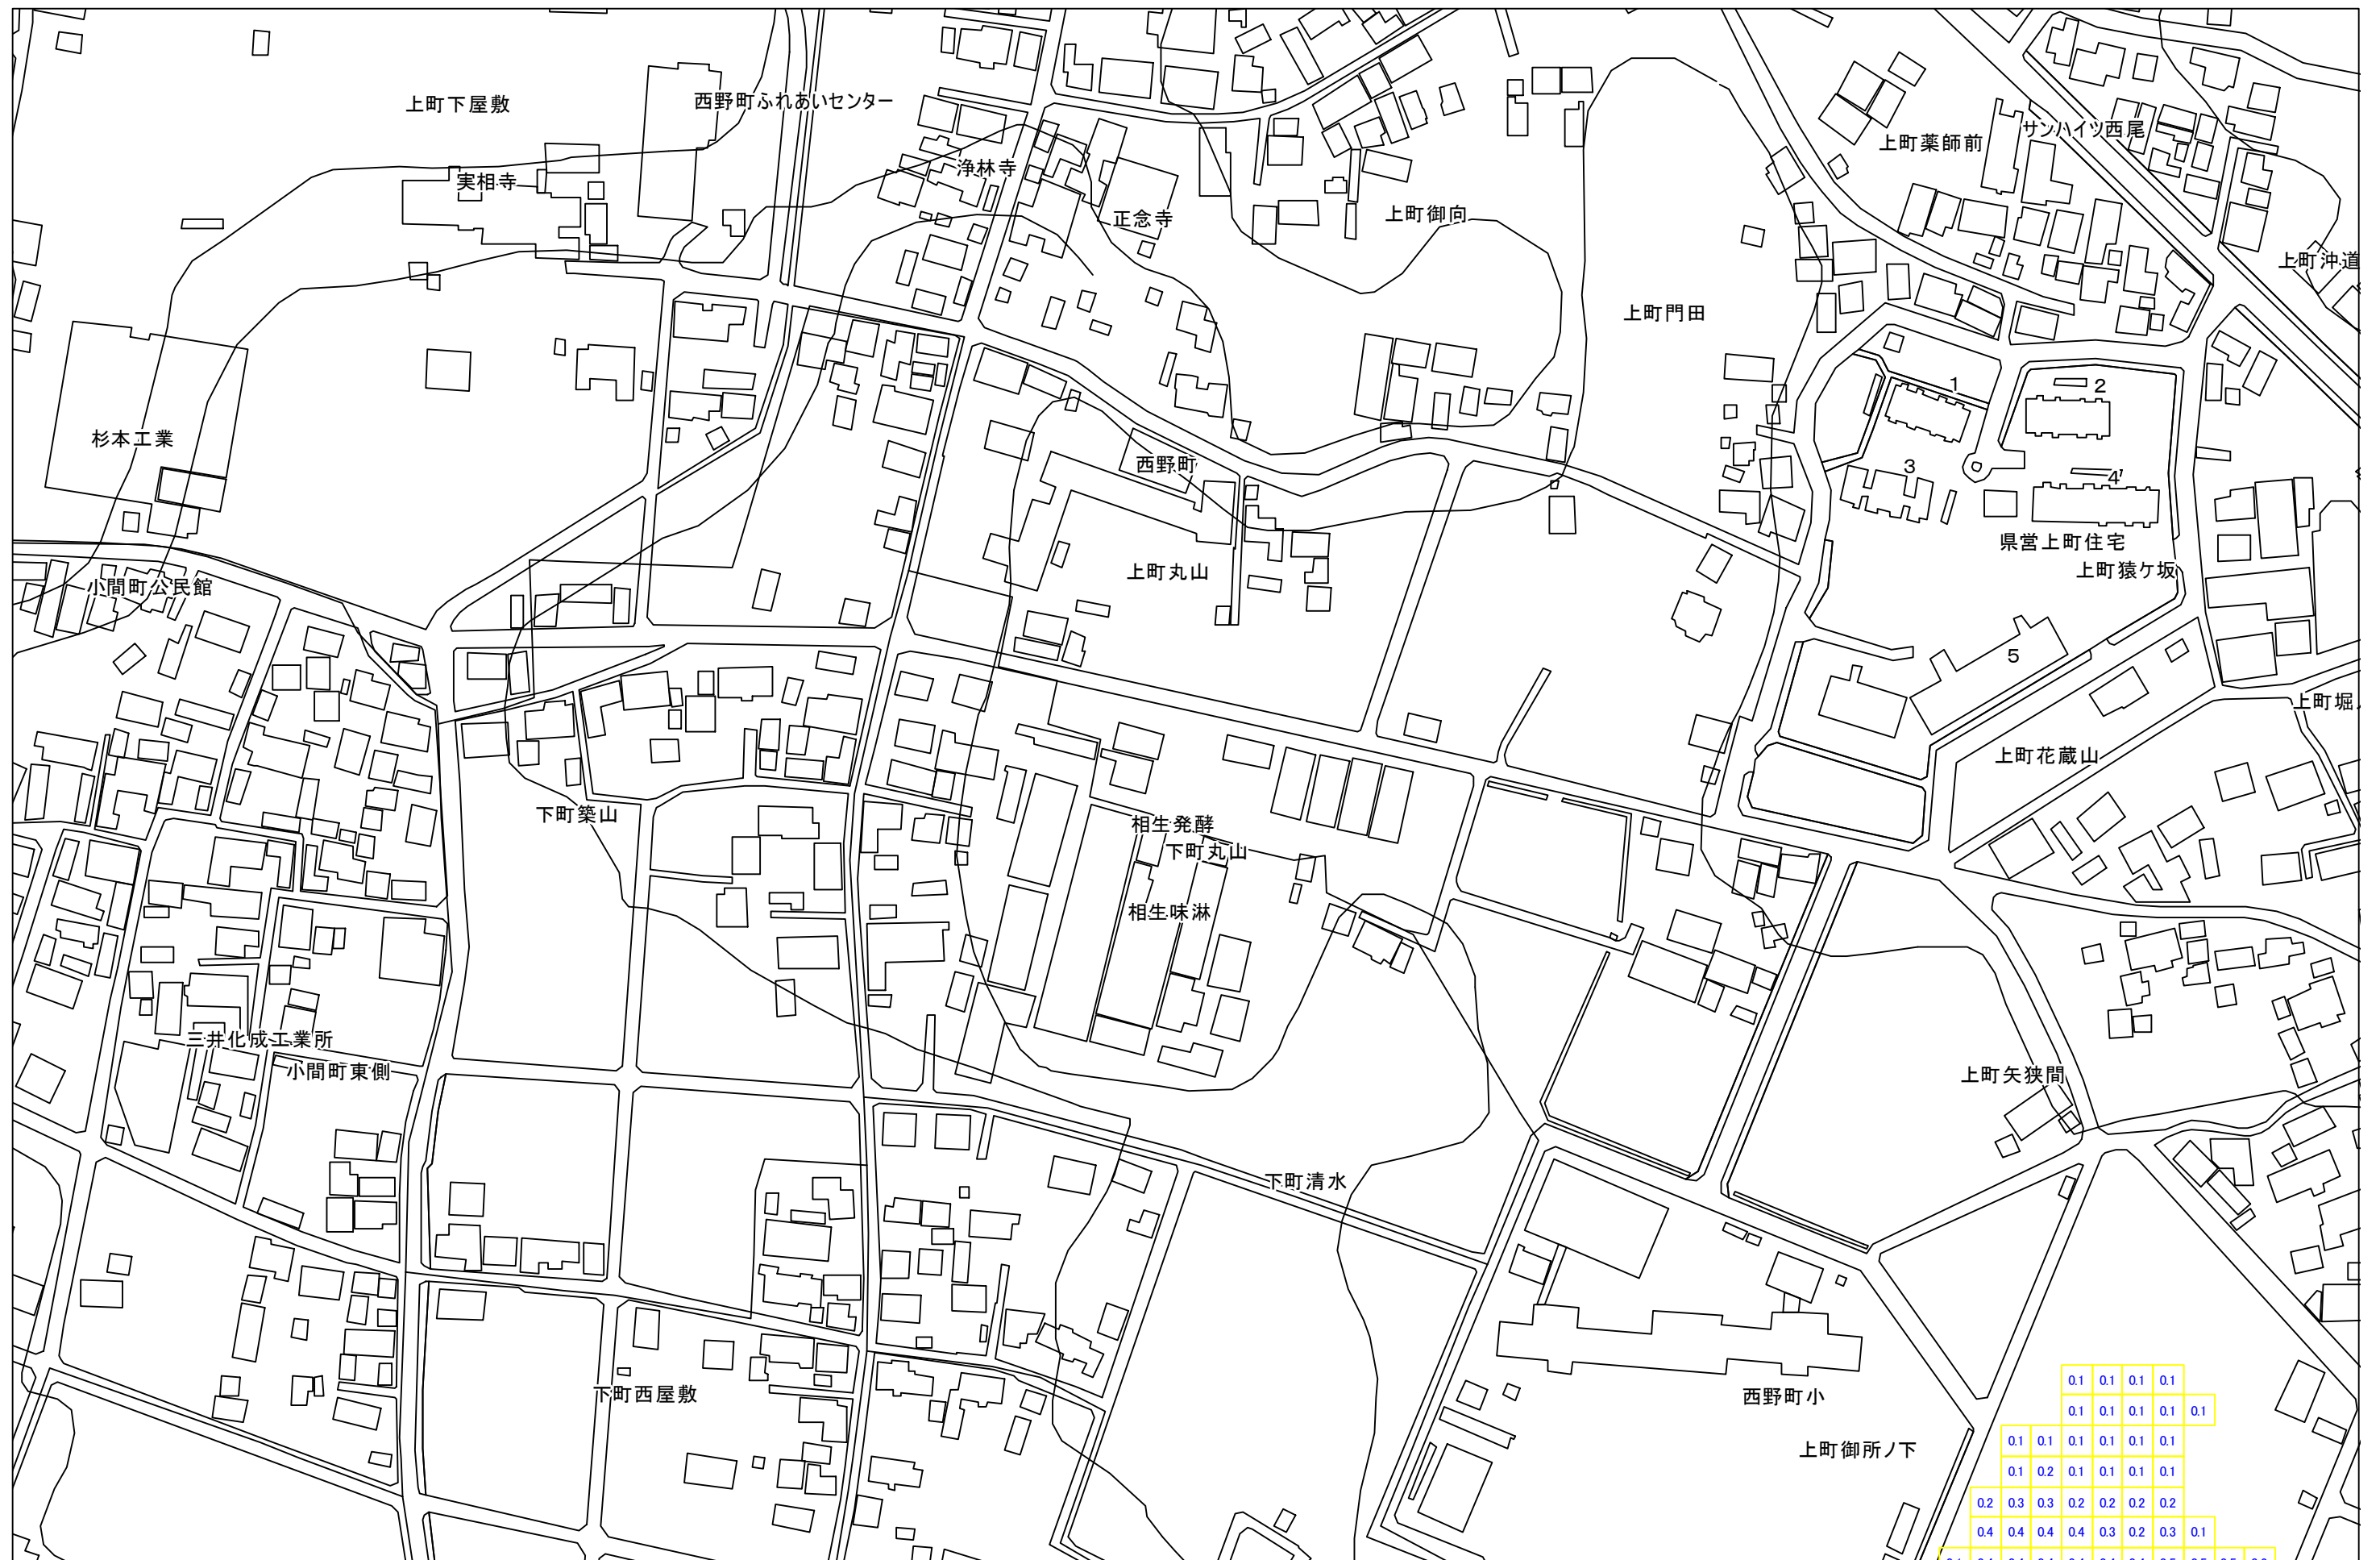 上町下屋敷
西野町ふれあいセンター
上町薬師前
サンハイツ西尾
実相寺
浄林寺
正念寺
上町御向
上町沖道
上町門田
1
2
杉本工業
西野町
3
4
県営上町住宅
上町猿ケ坂
小間町公民館
上町丸山
5
上町堀
上町花蔵山
下町築山
相生発酵
下町丸山
相生味淋
三井化成工業所
小間町東側
上町矢狭間
下町清水
下町西屋敷
西野町小
上町御所ノ下
0.1 0.1 0.1 0.1
0.1 0.1 0.1 0.1 0.1
0.1 0.1 0.1 0.1 0.1 0.1
0.1 0.2 0.1 0.1 0.1 0.1
0.2 0.3 0.3 0.2 0.2 0.2 0.2
0.4 0.4 0.4 0.4 0.3 0.2 0.3 0.1